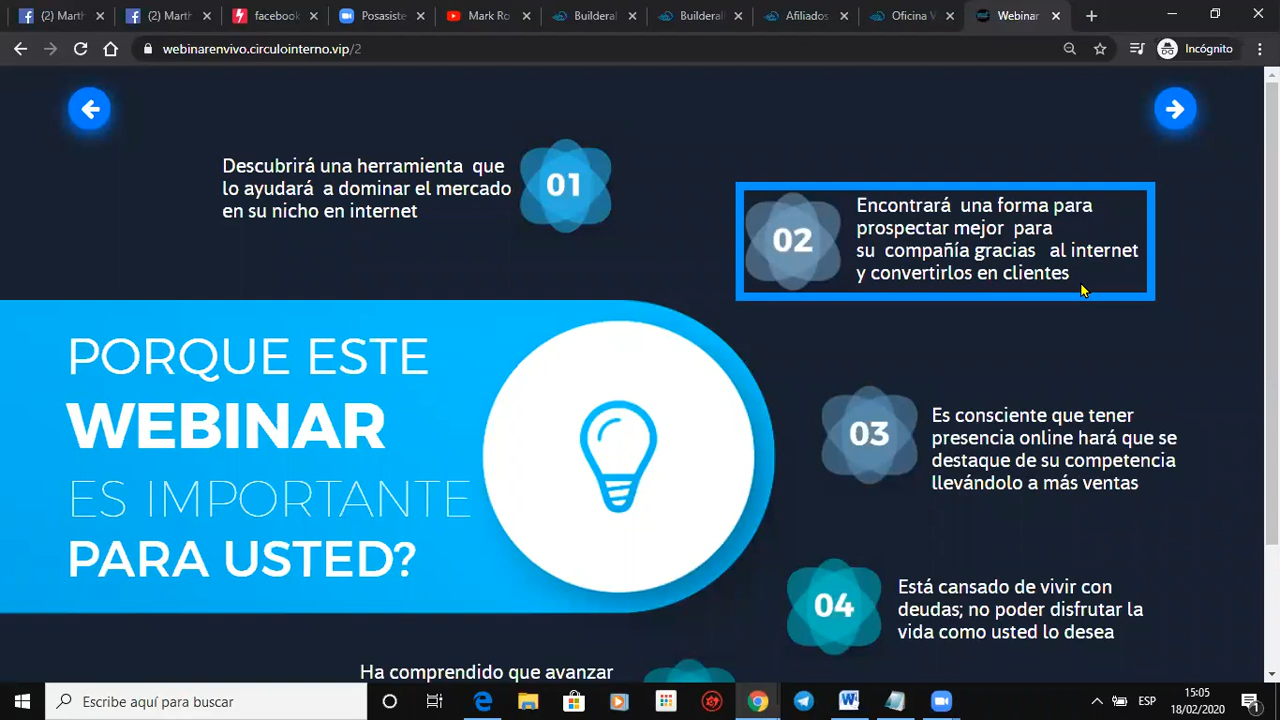 (2) Marth
(2) Marth
facebook
Posasiste
Mark Ro
Builderal
Builderall
Afiliados
Oficina W
Webinar
webinarenvivo.circulointerno.vip/2
Incógnito
Descubrirá una herramienta que
lo ayudará a dominar el mercado
en su nicho en internet
01
02
Encontrará una forma para
prospectar mejor para
su compañía gracias al internet
y convertirlos en clientes
PORQUE ESTE
WEBINAR
ES IMPORTANTE
PARA USTED?
03
Es consciente que tener
presencia online hará que se
destaque de su competencia
llevándolo a más ventas
04
Está cansado de vivir con
deudas; no poder disfrutar la
vida como usted lo desea
Ha comprendido que avanzar
Escribe aquí para buscar
ESP
15:05
18/02/2020
1